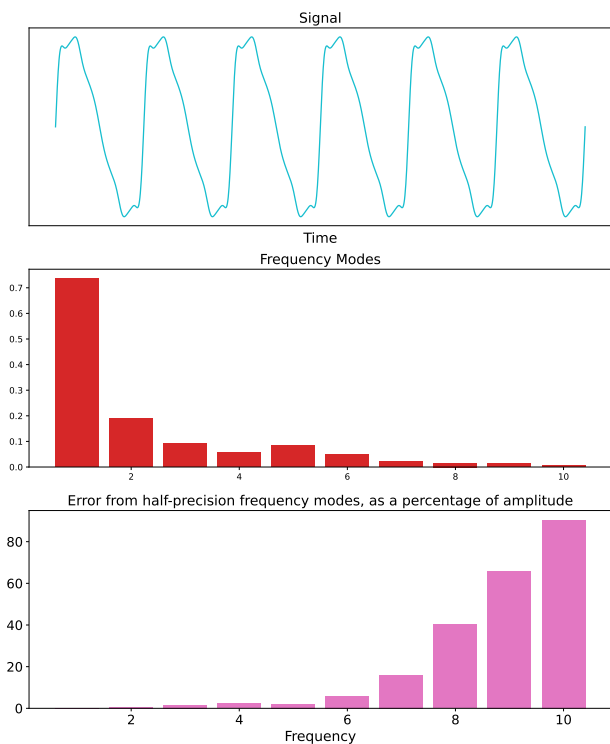 Signal
Time
Frequency Modes
0.7
0.6
0.5
0.4
0.3
0.2
0.1
0.0
2 4 6 8 10
Error from half-precision frequency modes, as a percentage of amplitude
80
60
40
20
0
2 4 6 8 10
Frequency